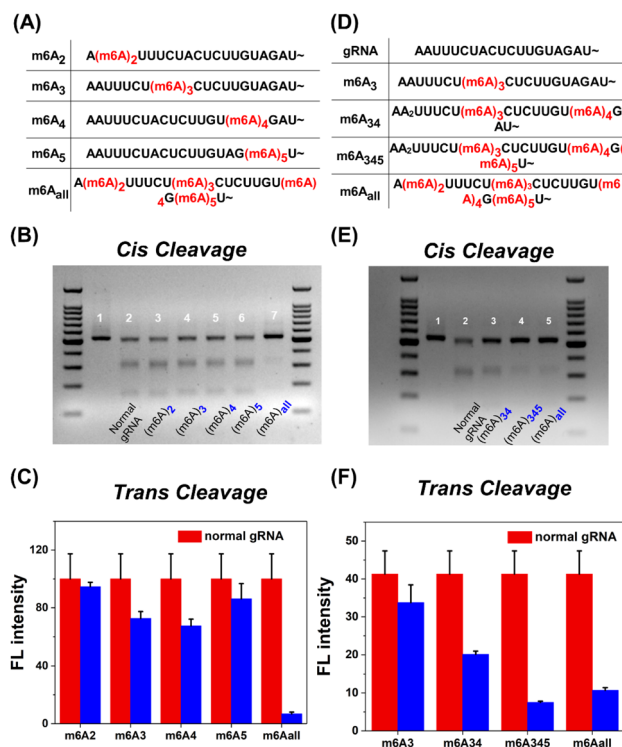 (A)
m6A2 A(m6A)2UUUCUACUCUUGUAGAU~
m6A3 AAUUUCU(m6A)3CUCUUGUAGAU~
m6A4 AAUUUCUACUCUUGU(m6A)4GAU~
m6A5 AAUUUCUACUCUUGUAG(m6A)5U~
m6Aall A(m6A)2UUUCU(m6A)3CUCUUGU(m6A)
4G(m6A)5U~
(B)
Cis Cleavage
1 2 3 4 5 6 7
Normal
gRNA
(m6A)2
(m6A)3
(m6A)4
(m6A)5
(m6A)all
(C)
Trans Cleavage
normal gRNA
FL intensity
120
80
40
0
m6A2 m6A3 m6A4 m6A5 m6Aall
(D)
gRNA AAUUUCUACUCUUGUAGAU~
m6A3 AAUUUCU(m6A)3CUCUUGUAGAU~
m6A34 AA2UUUCU(m6A)3CUCUUGU(m6A)4G
AU~
m6A345 AA2UUUCU(m6A)3CUCUUGU(m6A)4G(
m6A)5U~
m6Aall A(m6A)2UUUCU(m6A)3CUCUUGU(m6
A)4G(m6A)5U~
(E)
Cis Cleavage
1 2 3 4 5
Normal
gRNA
(m6A)34
(m6A)345
(m6A)all
(F)
Trans Cleavage
normal gRNA
FL intensity
50
40
30
20
10
0
m6A3 m6A34 m6A345 m6Aall